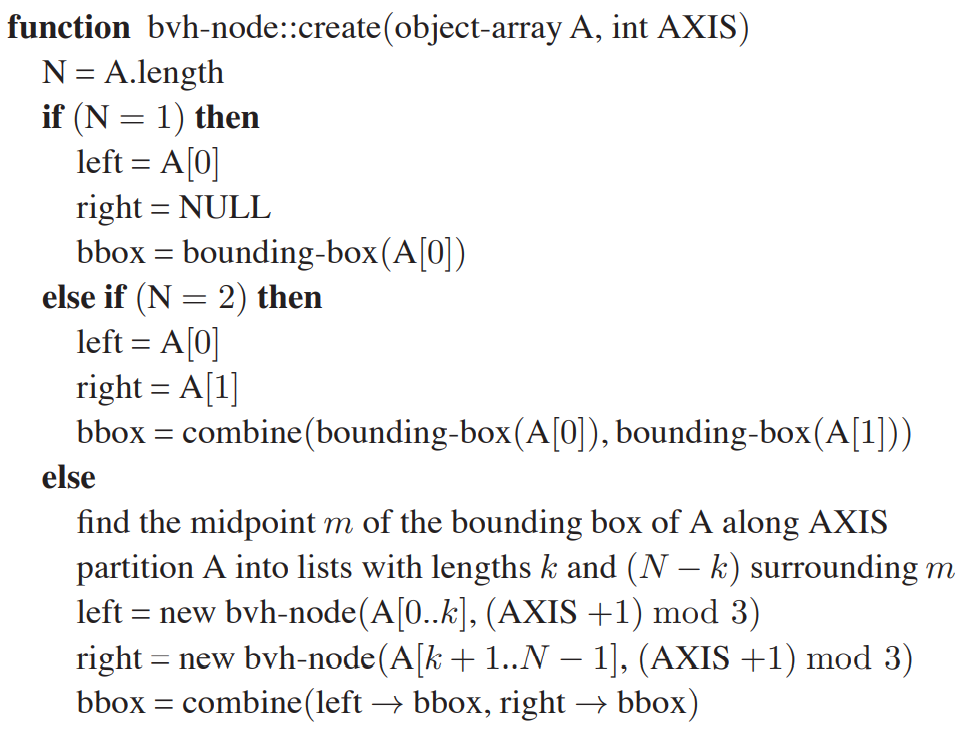 function bvh-node::create(object-array A, int AXIS)
N = A.length
if (N = 1) then
left = A[0]
right = NULL
bbox = bounding-box(A[0])
else if (N = 2) then
left = A[0]
right = A[1]
bbox = combine(bounding-box(A[0]), bounding-box(A[1]))
else
find the midpoint m of the bounding box of A along AXIS
partition A into lists with lengths k and (N − k) surrounding m
left = new bvh-node(A[0..k], (AXIS +1) mod 3)
right = new bvh-node(A[k + 1..N − 1], (AXIS +1) mod 3)
bbox = combine(left → bbox, right → bbox)